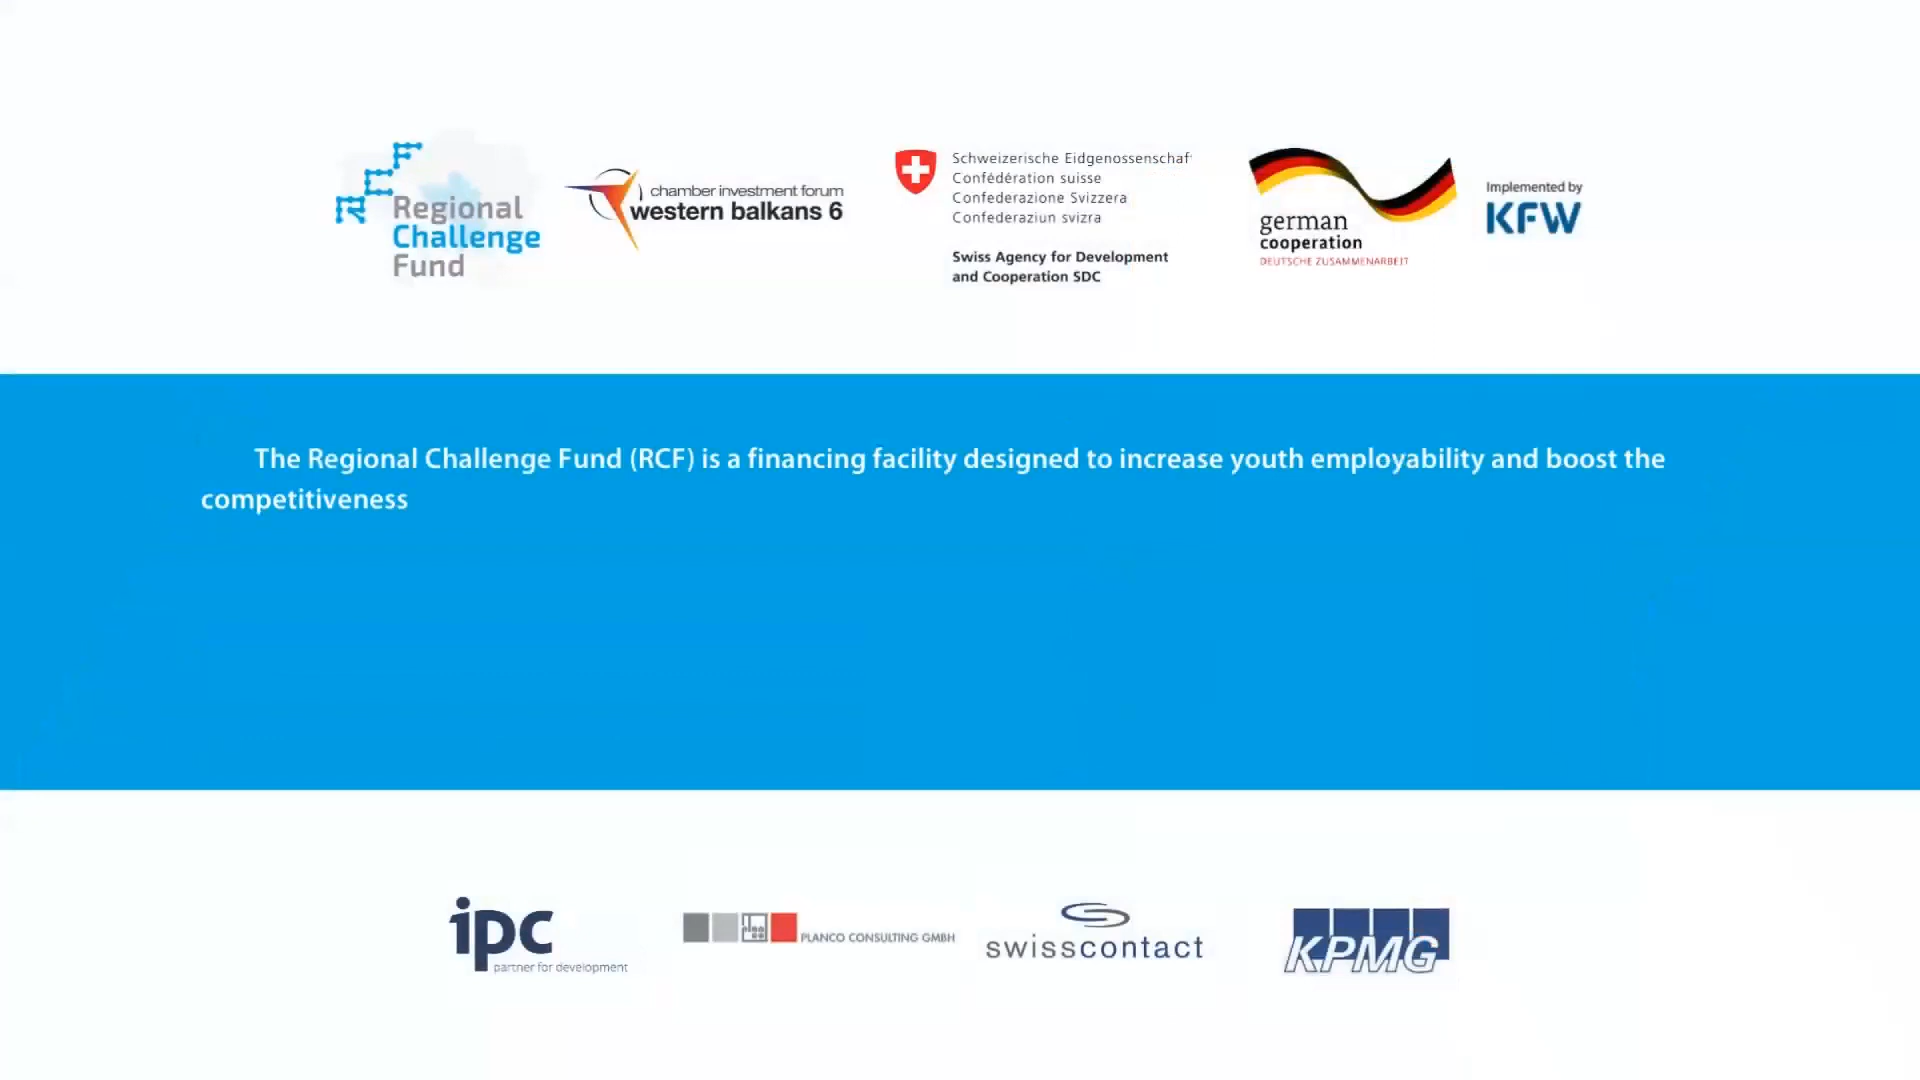 Regional
Challenge
Fund
chamber investment forum
western balkans 6
Schweizerische Eidgenossenschaf
Confédération suisse
Confederazione Svizzera
Confederaziun svizra
Swiss Agency for Development
and Cooperation SDC
german
cooperation
DEUTSCHE ZUSAMMENARBEIT
Implemented by
KFW
The Regional Challenge Fund (RCF) is a financing facility designed to increase youth employability and boost the
competitiveness
ipc
partner for development
PLANCO CONSULTING GMBH
swisscontact
KPMG